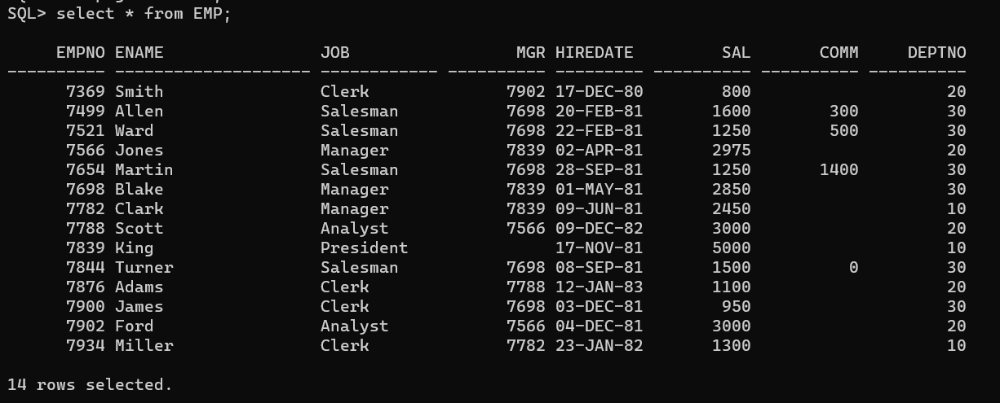 SQL> select * from EMP;
     EMPNO ENAME                JOB                 MGR HIREDATE         SAL       COMM     DEPTNO
---------- -------------------- ------------ ---------- --------- ---------- ---------- ----------
      7369 Smith                Clerk              7902 17-DEC-80        800                    20
      7499 Allen                Salesman           7698 20-FEB-81       1600        300         30
      7521 Ward                 Salesman           7698 22-FEB-81       1250        500         30
      7566 Jones                Manager            7839 02-APR-81       2975                    20
      7654 Martin               Salesman           7698 28-SEP-81       1250       1400         30
      7698 Blake                Manager            7839 01-MAY-81       2850                    30
      7782 Clark                Manager            7839 09-JUN-81       2450                    10
      7788 Scott                Analyst            7566 09-DEC-82       3000                    20
      7839 King                 President               17-NOV-81       5000                    10
      7844 Turner               Salesman           7698 08-SEP-81       1500          0         30
      7876 Adams                Clerk              7788 12-JAN-83       1100                    20
      7900 James                Clerk              7698 03-DEC-81        950                    30
      7902 Ford                 Analyst            7566 04-DEC-81       3000                    20
      7934 Miller               Clerk              7782 23-JAN-82       1300                    10
14 rows selected.